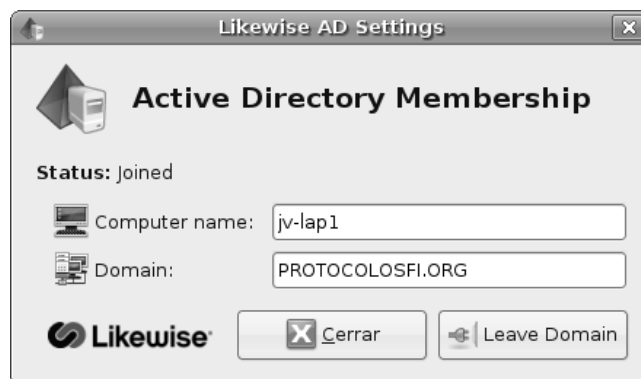 Likewise AD Settings
Active Directory Membership
Status: Joined
Computer name: jv-lap1
Domain: PROTOCOLOSFI.ORG
Likewise Cerrar Leave Domain